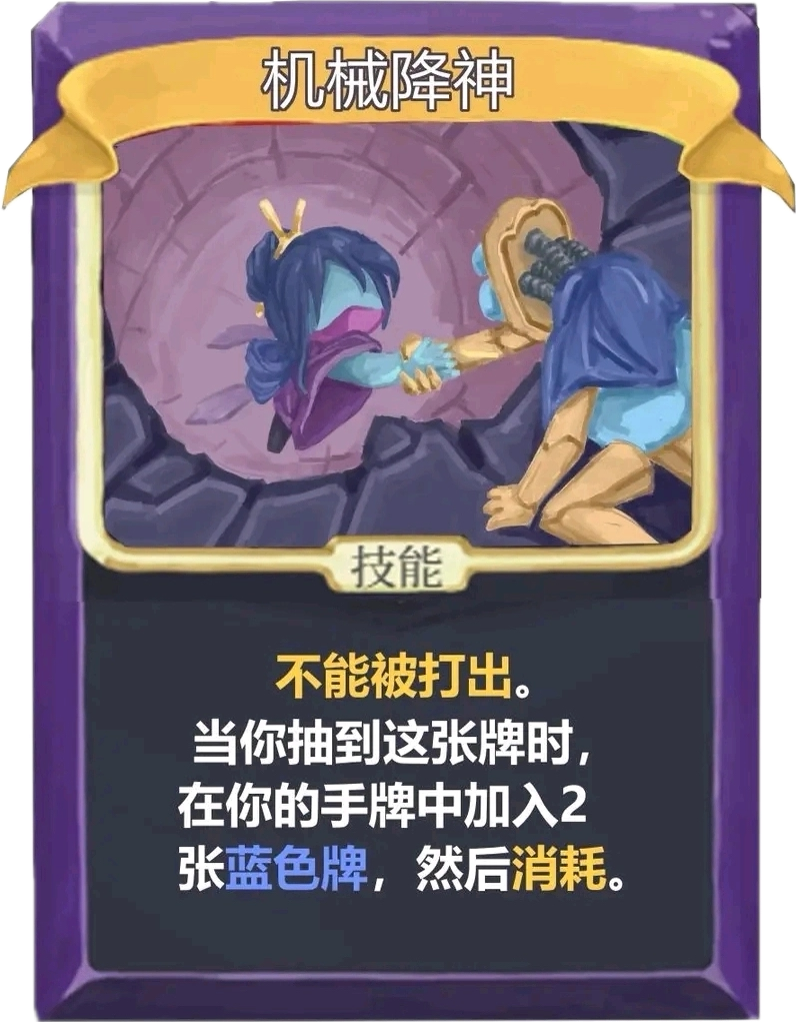 机械降神
技能
不能被打出。
当你抽到这张牌时，
在你的手牌中加入2
张蓝色牌，然后消耗。